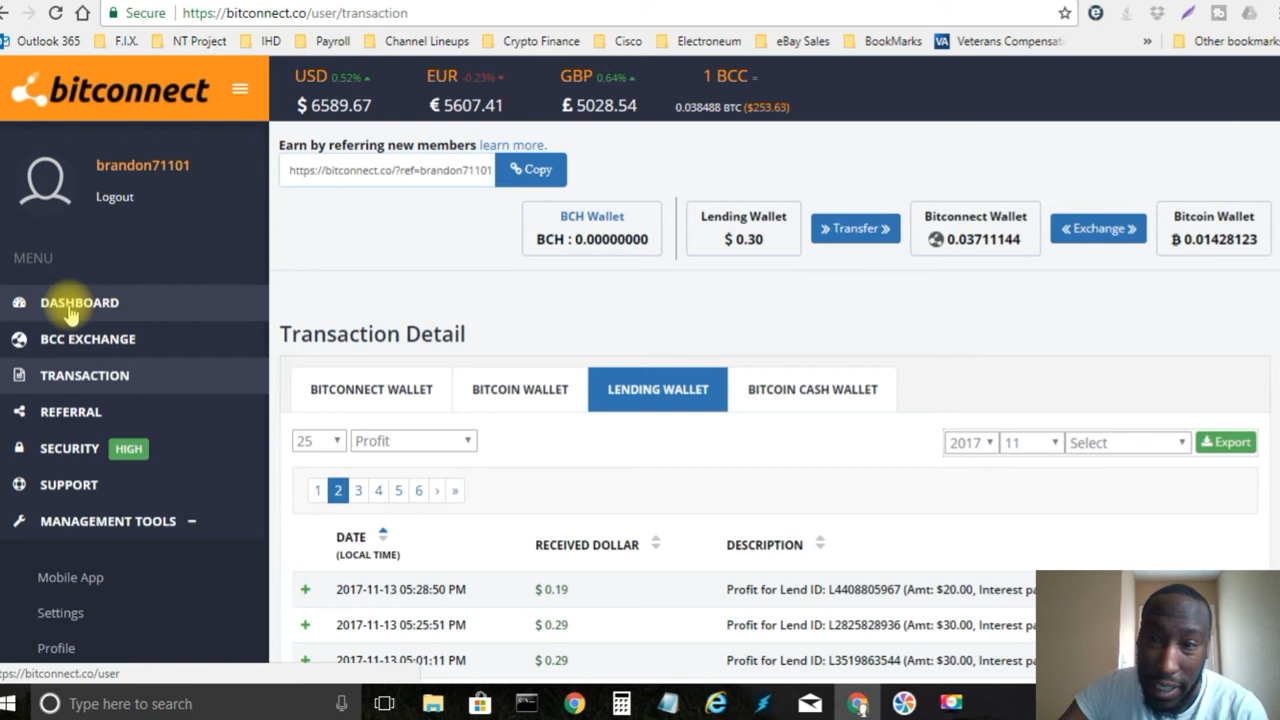 Secure https://bitconnect.co/user/transaction
Outlook 365 F.I.X. NT Project IHD Payroll Channel Lineups Crypto Finance Cisco Electroneum eBay Sales BookMarks VA Veterans Compensati » Other bookmarks
bitconnect
USD 0.52% EUR -0.23% GBP 0.64% 1 BCC =
$ 6589.67 € 5607.41 £ 5028.54 0.038488 BTC ($253.63)
brandon71101
Logout
MENU
DASHBOARD
BCC EXCHANGE
TRANSACTION
REFERRAL
SECURITY HIGH
SUPPORT
MANAGEMENT TOOLS −
Mobile App
Settings
Profile
tps://bitconnect.co/user
Earn by referring new members learn more.
https://bitconnect.co/?ref=brandon71101 Copy
BCH Wallet Lending Wallet Bitconnect Wallet Bitcoin Wallet
BCH : 0.00000000 $ 0.30 » Transfer » 0.03711144 « Exchange » 0.01428123
Transaction Detail
BITCONNECT WALLET BITCOIN WALLET LENDING WALLET BITCOIN CASH WALLET
25 Profit 2017 11 Select Export
1 2 3 4 5 6 › »
DATE RECEIVED DOLLAR DESCRIPTION
(LOCAL TIME)
+ 2017-11-13 05:28:50 PM $ 0.19 Profit for Lend ID: L4408805967 (Amt: $20.00, Interest pa
+ 2017-11-13 05:25:51 PM $ 0.29 Profit for Lend ID: L2825828936 (Amt: $30.00, Interest pa
+ 2017-11-13 05:01:11 PM $ 0.29 Profit for Lend ID: L3519863544 (Amt: $30.00, Interest pa
Type here to search